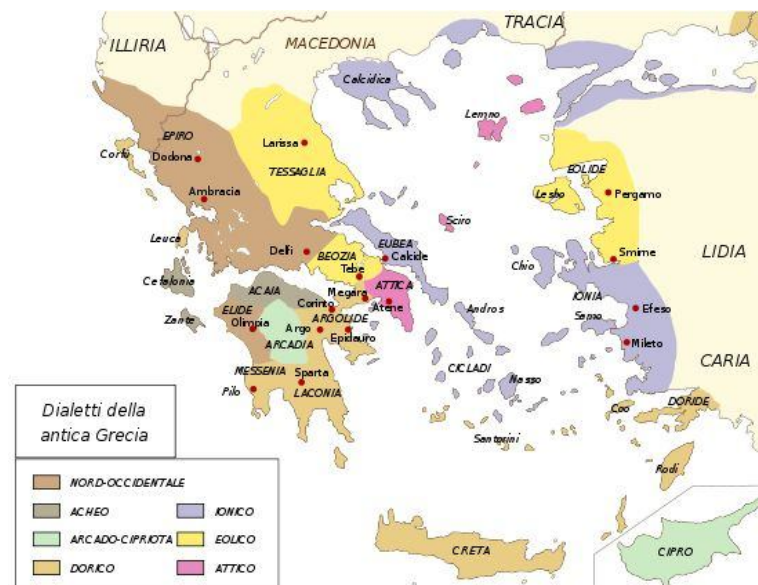 TRACIA
ILLIRIA
MACEDONIA
Calcidica
Lemno
EPIRO
Larissa
Corfù
Dodona
TESSAGLIA
EOLIDE
Lesbo
Pergamo
Ambracia
Sciro
Leuca
Delfi
BEOZIA
EUBEA
Calcide
Smirne
LIDIA
Tebe
Chio
Cefalonia
ACAIA
ATTICA
Megara
IONIA
Zante
ELIDE
Corinto
Atene
Andros
Samo
Efeso
Olimpia
ARGOLIDE
Argo
Epidauro
ARCADIA
Mileto
CICLADI
CARIA
MESSENIA
Sparta
Nasso
Pilo
LACONIA
DORIDE
Coo
Santorini
Rodi
CRETA
CIPRO
Dialetti della
antica Grecia
NORD-OCCIDENTALE
ACHEO
IONICO
ARCADO-CIPRIOTA
EOLICO
DORICO
ATTICO